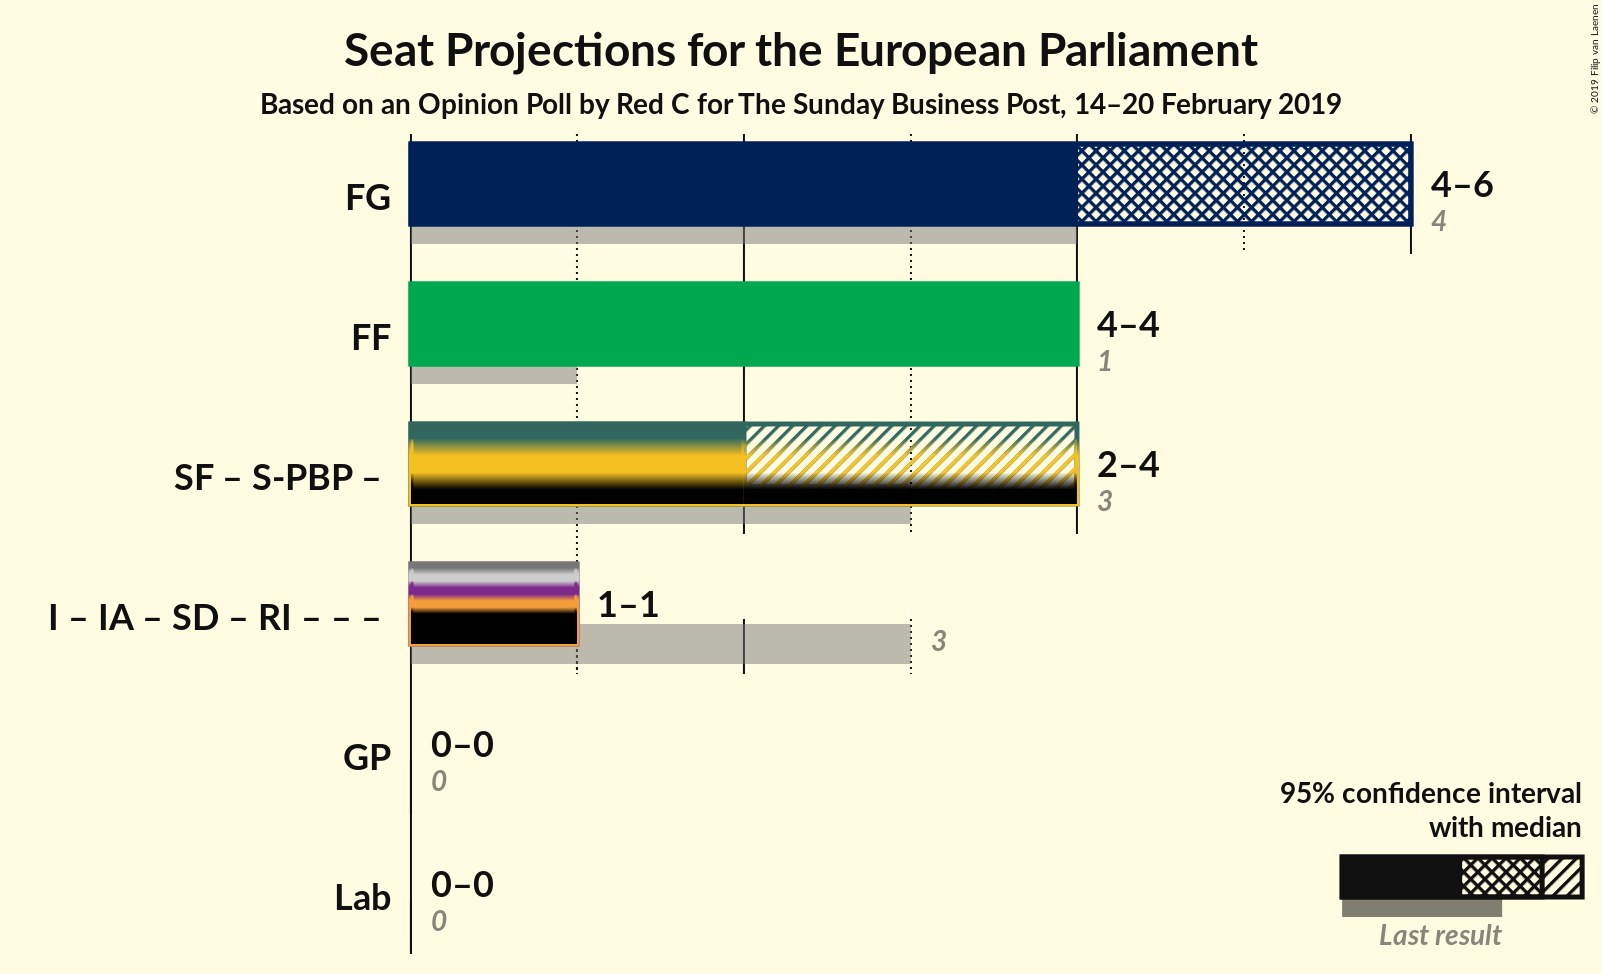 Seat Projections for the European Parliament
Based on an Opinion Poll by Red C for The Sunday Business Post, 14–20 February 2019
© 2019 Filip van Laenen
FG
4–6
4
FF
4–4
1
SF – S-PBP –
2–4
3
I – IA – SD – RI – – –
1–1
3
GP
0–0
0
Lab
0–0
0
95% confidence interval
with median
Last result